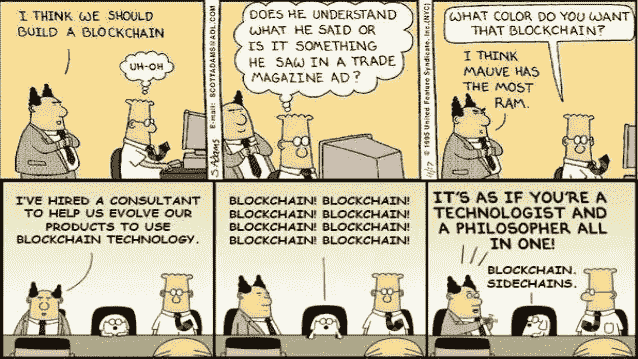 I THINK WE SHOULD
BUILD A BLOCKCHAIN
UH-OH
DOES HE UNDERSTAND
WHAT HE SAID OR
IS IT SOMETHING
HE SAW IN A TRADE
MAGAZINE AD?
S.Adams E-mail: SCOTTADAMS@AOL.COM
WHAT COLOR DO YOU WANT
THAT BLOCKCHAIN?
I THINK
MAUVE HAS
THE MOST
RAM.
© 1995 United Feature Syndicate, Inc.(NYC)
I'VE HIRED A CONSULTANT
TO HELP US EVOLVE OUR
PRODUCTS TO USE
BLOCKCHAIN TECHNOLOGY.
BLOCKCHAIN! BLOCKCHAIN!
BLOCKCHAIN! BLOCKCHAIN!
BLOCKCHAIN! BLOCKCHAIN!
BLOCKCHAIN! BLOCKCHAIN!
IT'S AS IF YOU'RE A
TECHNOLOGIST AND
A PHILOSOPHER ALL
IN ONE!
BLOCKCHAIN.
SIDECHAINS.